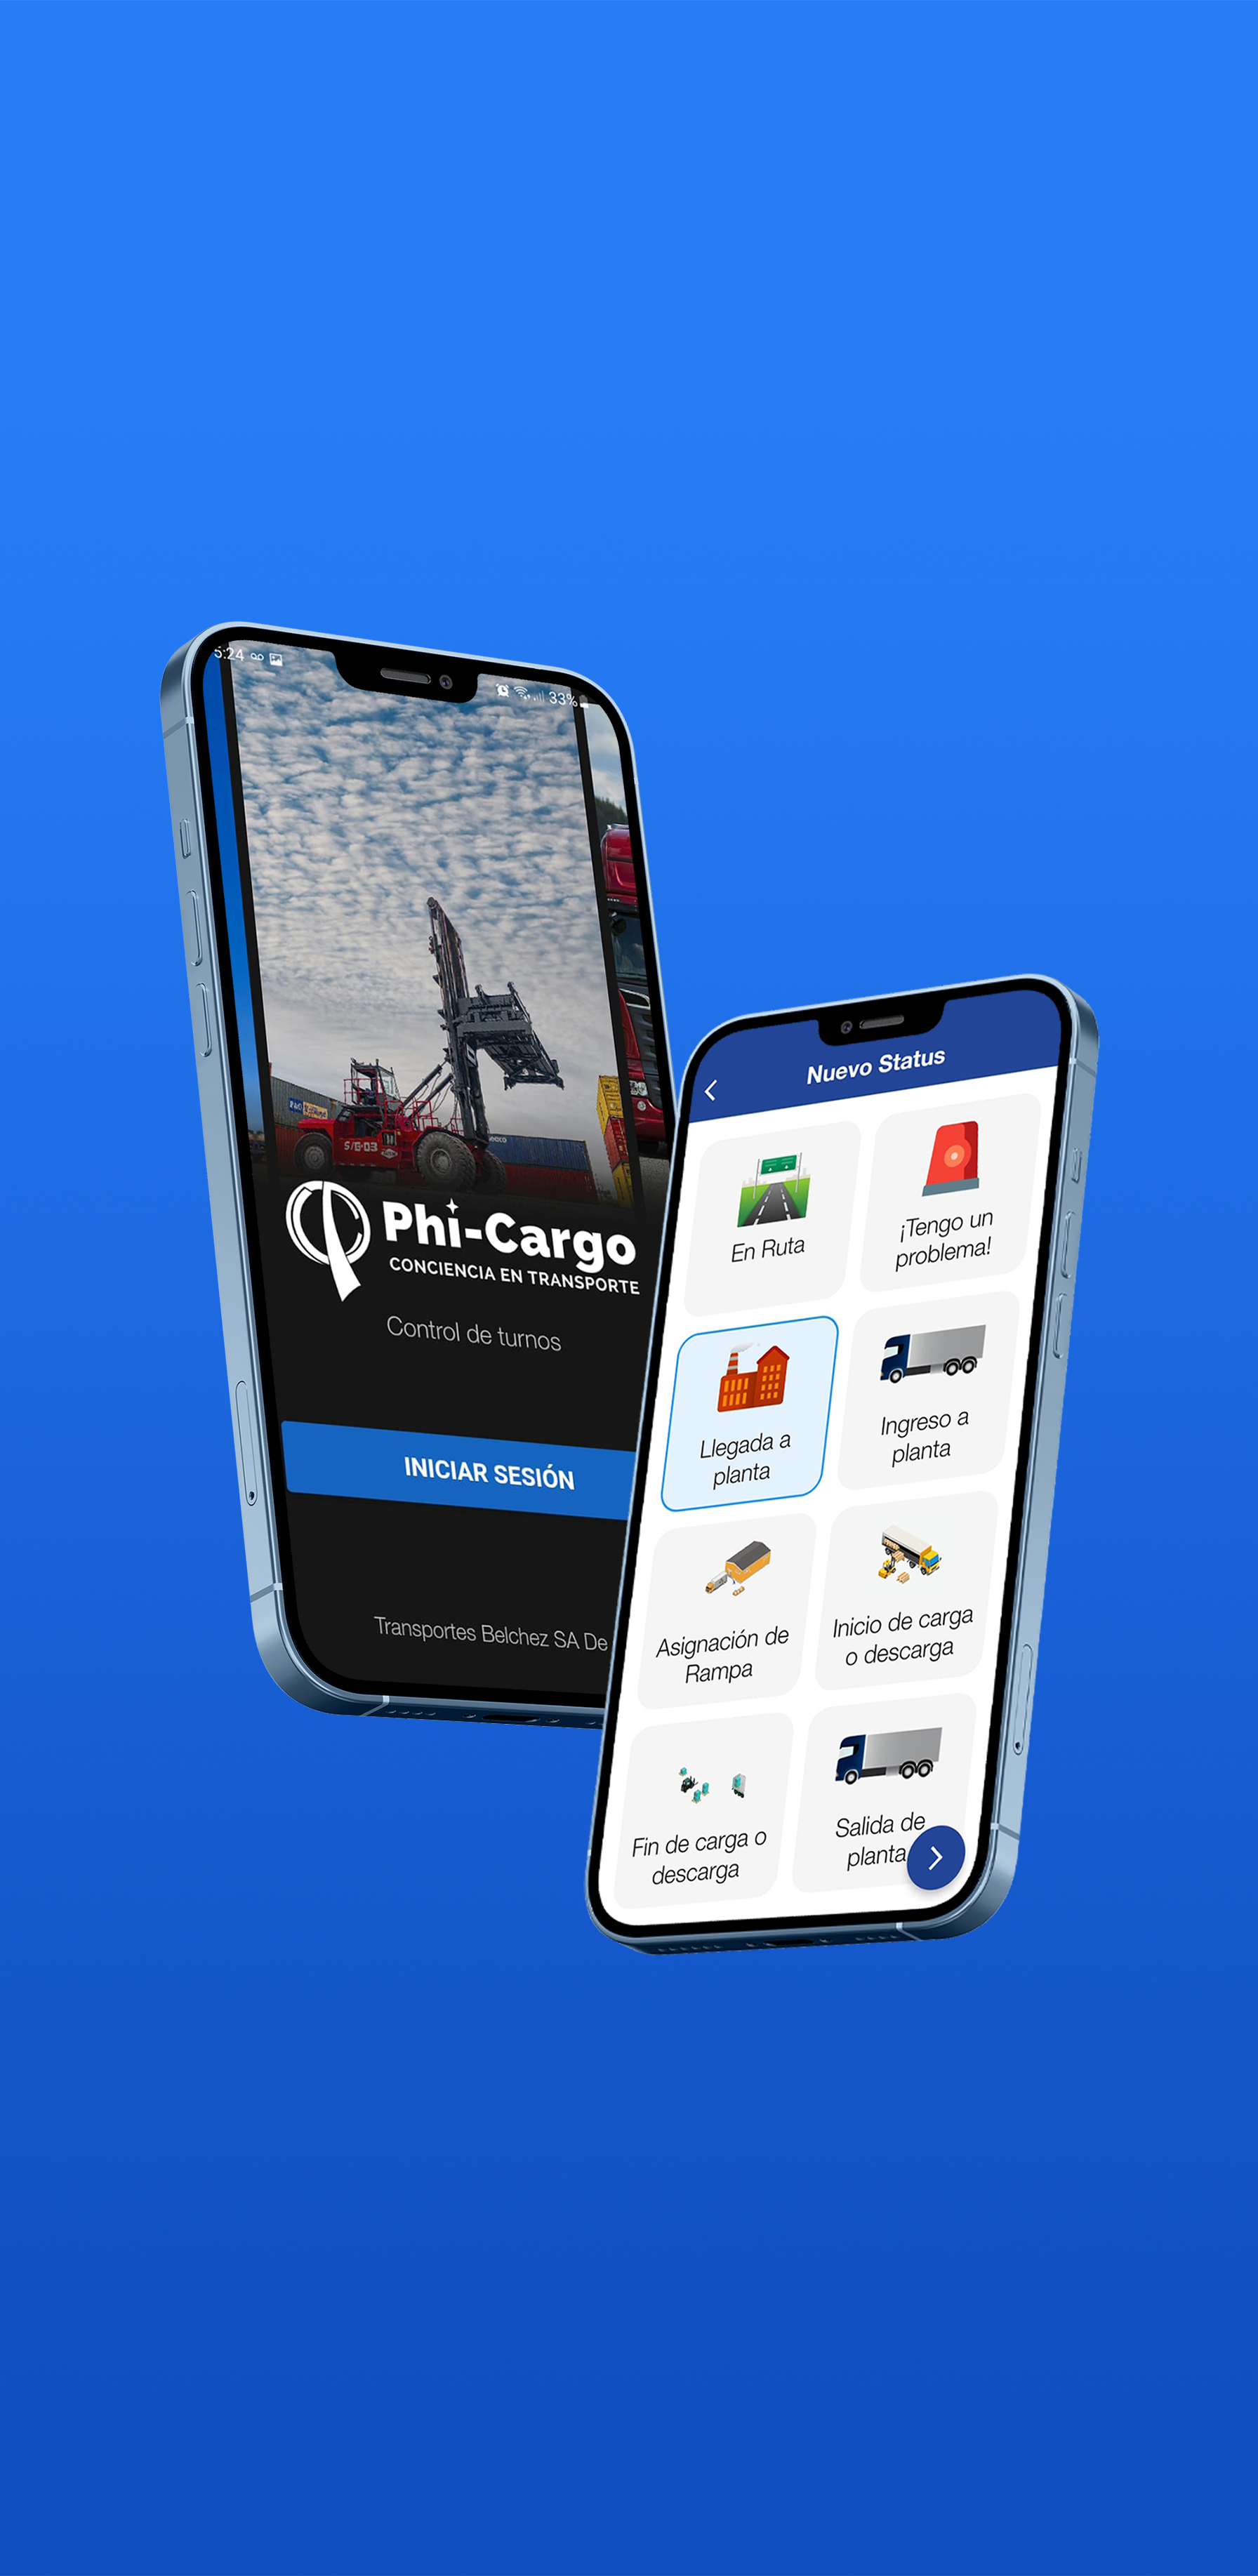 5:24
33%
S/G-03
Phi-Cargo
CONCIENCIA EN TRANSPORTE
Control de turnos
INICIAR SESIÓN
Transportes Belchez SA De
Nuevo Status
En Ruta
¡Tengo un
problema!
Llegada a
planta
Ingreso a
planta
Asignación de
Rampa
Inicio de carga
o descarga
Fin de carga o
descarga
Salida de
planta